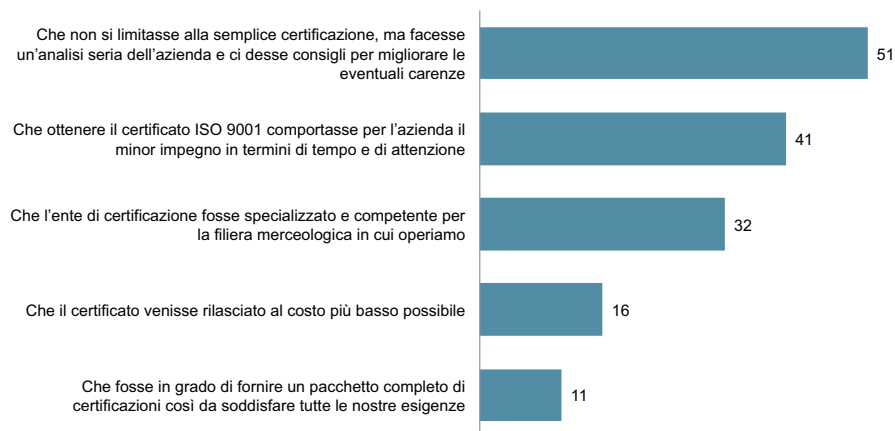 Che non si limitasse alla semplice certificazione, ma facesse
un'analisi seria dell'azienda e ci desse consigli per migliorare le
eventuali carenze
51
Che ottenere il certificato ISO 9001 comportasse per l'azienda il
minor impegno in termini di tempo e di attenzione
41
Che l'ente di certificazione fosse specializzato e competente per
la filiera merceologica in cui operiamo
32
Che il certificato venisse rilasciato al costo più basso possibile
16
Che fosse in grado di fornire un pacchetto completo di
certificazioni così da soddisfare tutte le nostre esigenze
11